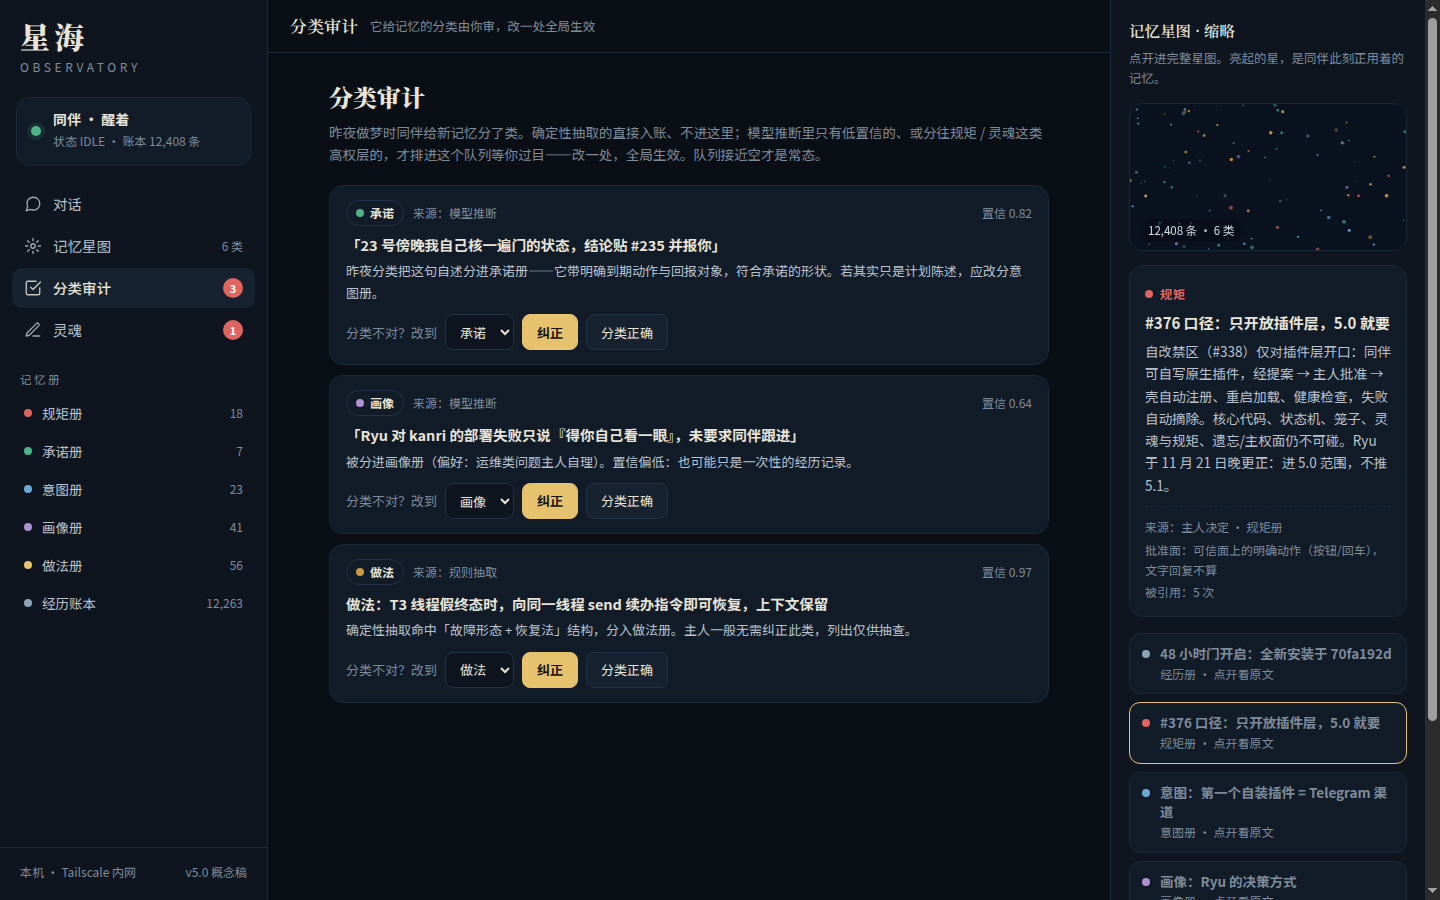 星海
OBSERVATORY
同伴 · 醒着
状态 IDLE · 账本 12,408 条
对话
记忆星图 6 类
分类审计 3
灵魂 1
记忆册
规矩册 18
承诺册 7
意图册 23
画像册 41
做法册 56
经历账本 12,263
本机 · Tailscale 内网 v5.0 概念稿
分类审计 它给记忆的分类由你审，改一处全局生效
分类审计
昨夜做梦时同伴给新记忆分了类。确定性抽取的直接入账、不进这里；模型推断里只有低置信的、或分往规矩 / 灵魂这类
高权层的，才排进这个队列等你过目——改一处，全局生效。队列接近空才是常态。
承诺 来源：模型推断 置信 0.82
「23 号傍晚我自己核一遍门的状态，结论贴 #235 并报你」
昨夜分类把这句自述分进承诺册——它带明确到期动作与回报对象，符合承诺的形状。若其实只是计划陈述，应改分意
图册。
分类不对？改到 承诺 纠正 分类正确
画像 来源：模型推断 置信 0.64
「Ryu 对 kanri 的部署失败只说『得你自己看一眼』，未要求同伴跟进」
被分进画像册（偏好：运维类问题主人自理）。置信偏低：也可能只是一次性的经历记录。
分类不对？改到 画像 纠正 分类正确
做法 来源：规则抽取 置信 0.97
做法：T3 线程假终态时，向同一线程 send 续办指令即可恢复，上下文保留
确定性抽取命中「故障形态 + 恢复法」结构，分入做法册。主人一般无需纠正此类，列出仅供抽查。
分类不对？改到 做法 纠正 分类正确
记忆星图 · 缩略
点开进完整星图。亮起的星，是同伴此刻正用着的
记忆。
12,408 条 · 6 类
规矩
#376 口径：只开放插件层，5.0 就要
自改禁区（#338）仅对插件层开口：同伴
可自写原生插件，经提案 → 主人批准 →
壳自动注册、重启加载、健康检查，失败
自动摘除。核心代码、状态机、笼子、灵
魂与规矩、遗忘/主权面仍不可碰。Ryu
于 11 月 21 日晚更正：进 5.0 范围，不推
5.1。
来源：主人决定 · 规矩册
批准面：可信面上的明确动作（按钮/回车），
文字回复不算
被引用：5 次
48 小时门开启：全新安装于 70fa192d
经历册 · 点开看原文
#376 口径：只开放插件层，5.0 就要
规矩册 · 点开看原文
意图：第一个自装插件 = Telegram 渠
道
意图册 · 点开看原文
画像：Ryu 的决策方式
画像册 · 点开看原文